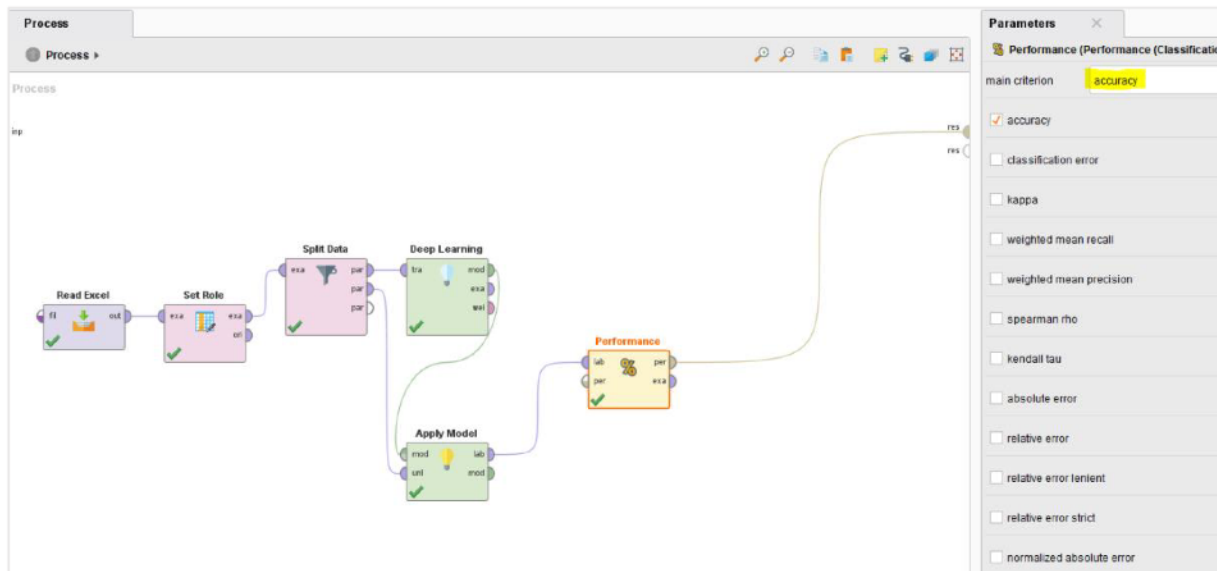 Process
Process
Process
inp
res
res
Read Excel
fil
out
Set Role
exa
exa
ori
Split Data
exa
par
par
par
Deep Learning
tra
mod
exa
wei
Apply Model
mod
lab
unl
mod
Performance
lab
per
per
exa
Parameters
Performance (Performance (Classificatio
main criterion accuracy
accuracy
classification error
kappa
weighted mean recall
weighted mean precision
spearman rho
kendall tau
absolute error
relative error
relative error lenient
relative error strict
normalized absolute error